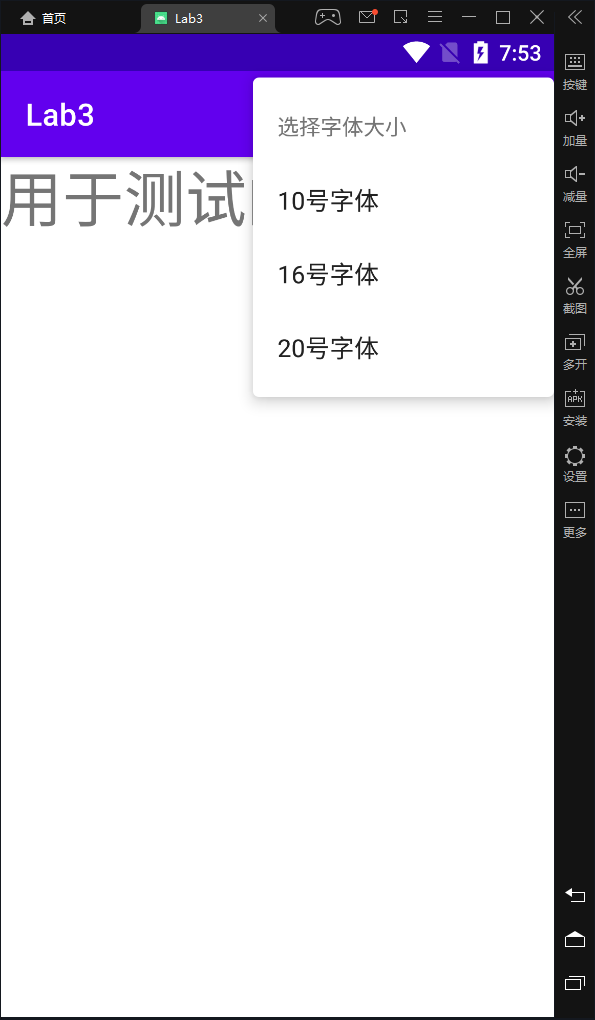 首页
Lab3
7:53
Lab3
选择字体大小
用于测试
10号字体
16号字体
20号字体
按键
加量
减量
全屏
截图
多开
APK
安装
设置
更多